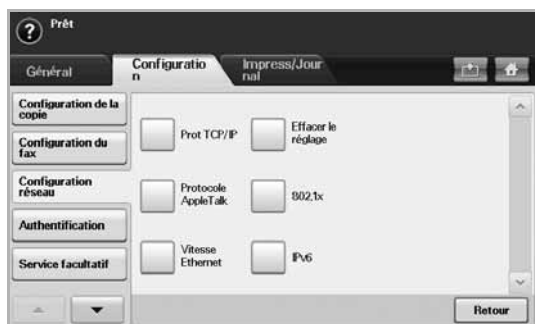 ? Prêt
Général
Configuratio
n
Impress/Jour
nal
Configuration de la
copie
Configuration du
fax
Configuration
réseau
Authentification
Service facultatif
Prot TCP/IP
Effacer le
réglage
Protocole
AppleTalk
802.1x
Vitesse
Ethernet
IPv6
Retour